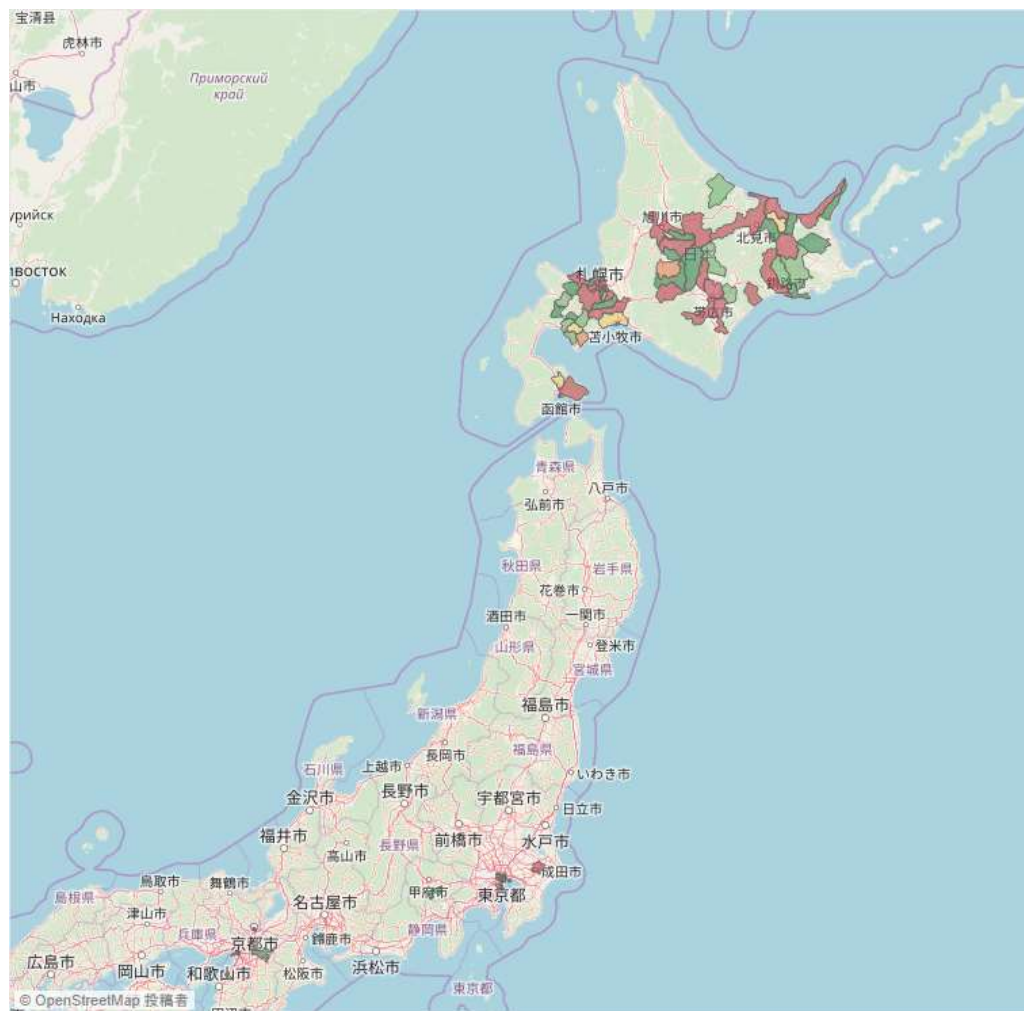 宝清县
虎林市
山市
Приморский
край
урийск
ивосток
Находка
旭川市
北見市
日本
札幌市
帯広市
苫小牧市
函館市
青森県
八戸市
弘前市
秋田県
岩手県
花巻市
酒田市
一関市
山形県
登米市
宮城県
福島市
新潟県
福島県
長岡市
石川県
上越市
いわき市
金沢市
長野市
宇都宮市
日立市
福井市
前橋市
水戸市
長野県
高山市
成田市
鳥取市
舞鶴市
甲府市
東京都
島根県
名古屋市
津山市
静岡県
兵庫県
京都市
鈴鹿市
広島市
岡山市
和歌山市
松阪市
浜松市
東京都
© OpenStreetMap 投稿者